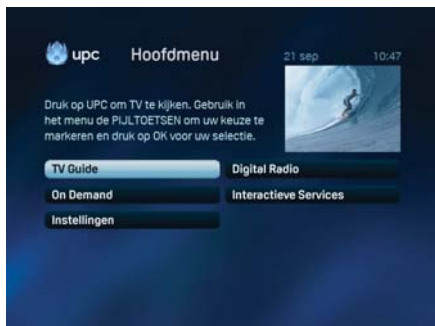 upc Hoofdmenu 21 sep 10:47
Druk op UPC om TV te kijken. Gebruik in
het menu de PIJLTOETSEN om uw keuze te
markeren en druk op OK voor uw selectie.
TV Guide Digital Radio
On Demand Interactieve Services
Instellingen